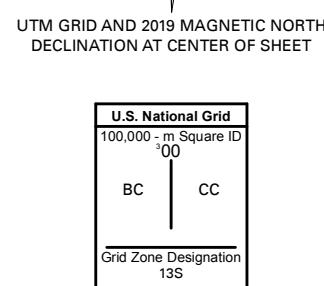 UTM GRID AND 2019 MAGNETIC NORTH
DECLINATION AT CENTER OF SHEET
U.S. National Grid
100,000 - m Square ID
³00
BC CC
Grid Zone Designation
13S